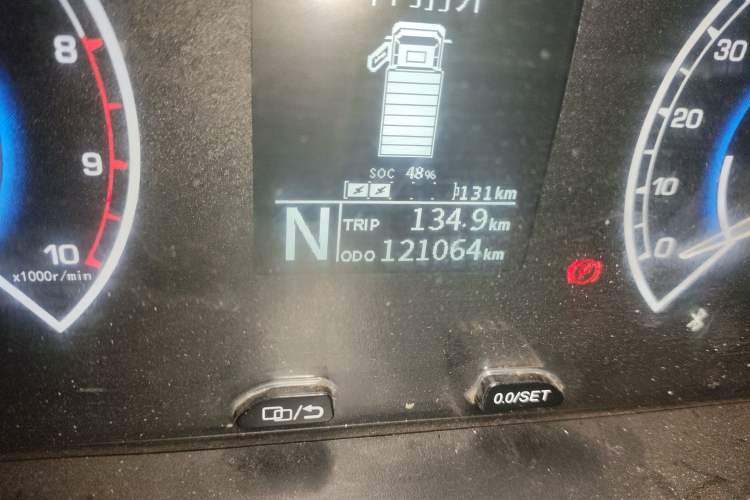 8
9
10
x1000r/min
SOC 48%
131km
N
TRIP 134.9km
ODO 121064km
30
20
10
0
0.0/SET